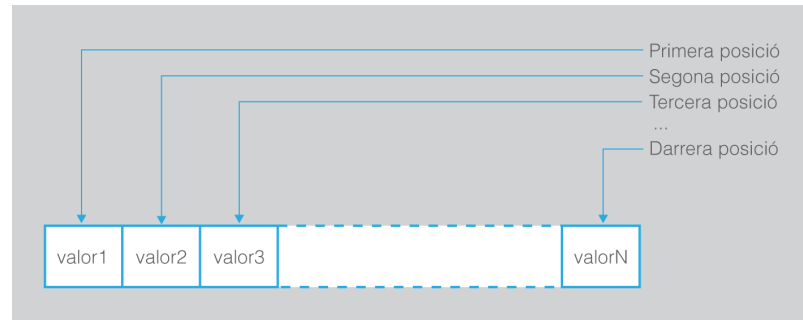 Primera posició
Segona posició
Tercera posició
...
Darrera posició
valor1 valor2 valor3 valorN